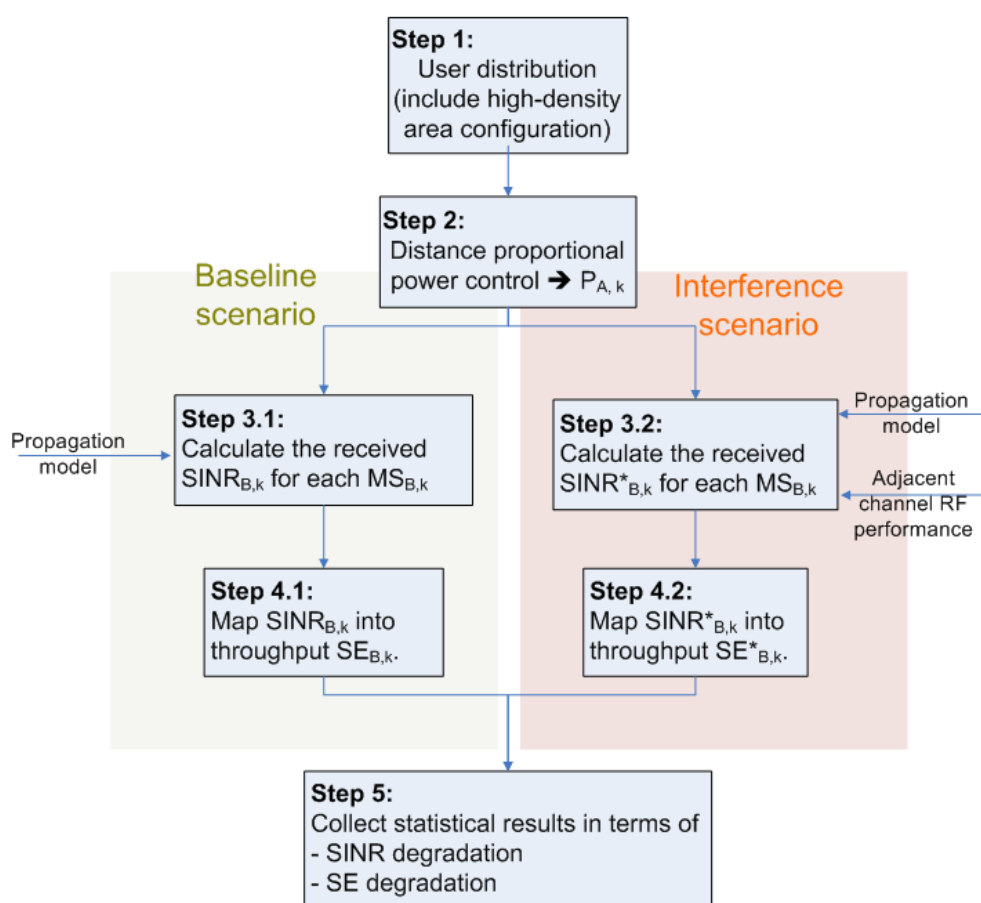 Step 1:
User distribution
(include high-density
area configuration)
Step 2:
Distance proportional
power control ➔ P_A, k
Baseline
scenario
Interference
scenario
Step 3.1:
Calculate the received
SINR_B,k for each MS_B,k
Propagation
model
Step 3.2:
Calculate the received
SINR*_B,k for each MS_B,k
Propagation
model
Adjacent
channel RF
performance
Step 4.1:
Map SINR_B,k into
throughput SE_B,k.
Step 4.2:
Map SINR*_B,k into
throughput SE*_B,k.
Step 5:
Collect statistical results in terms of
- SINR degradation
- SE degradation